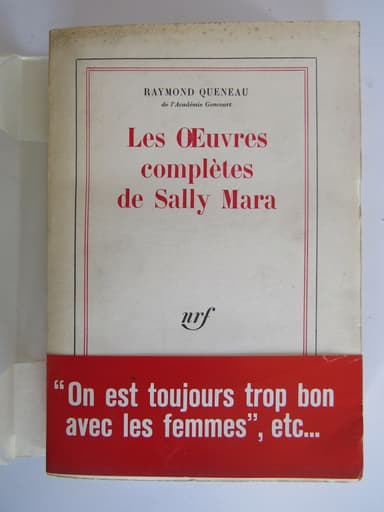 RAYMOND QUENEAU
de l'Académie Goncourt
Les Œuvres
complètes
de Sally Mara
nrf
“On est toujours trop bon
avec les femmes”, etc...